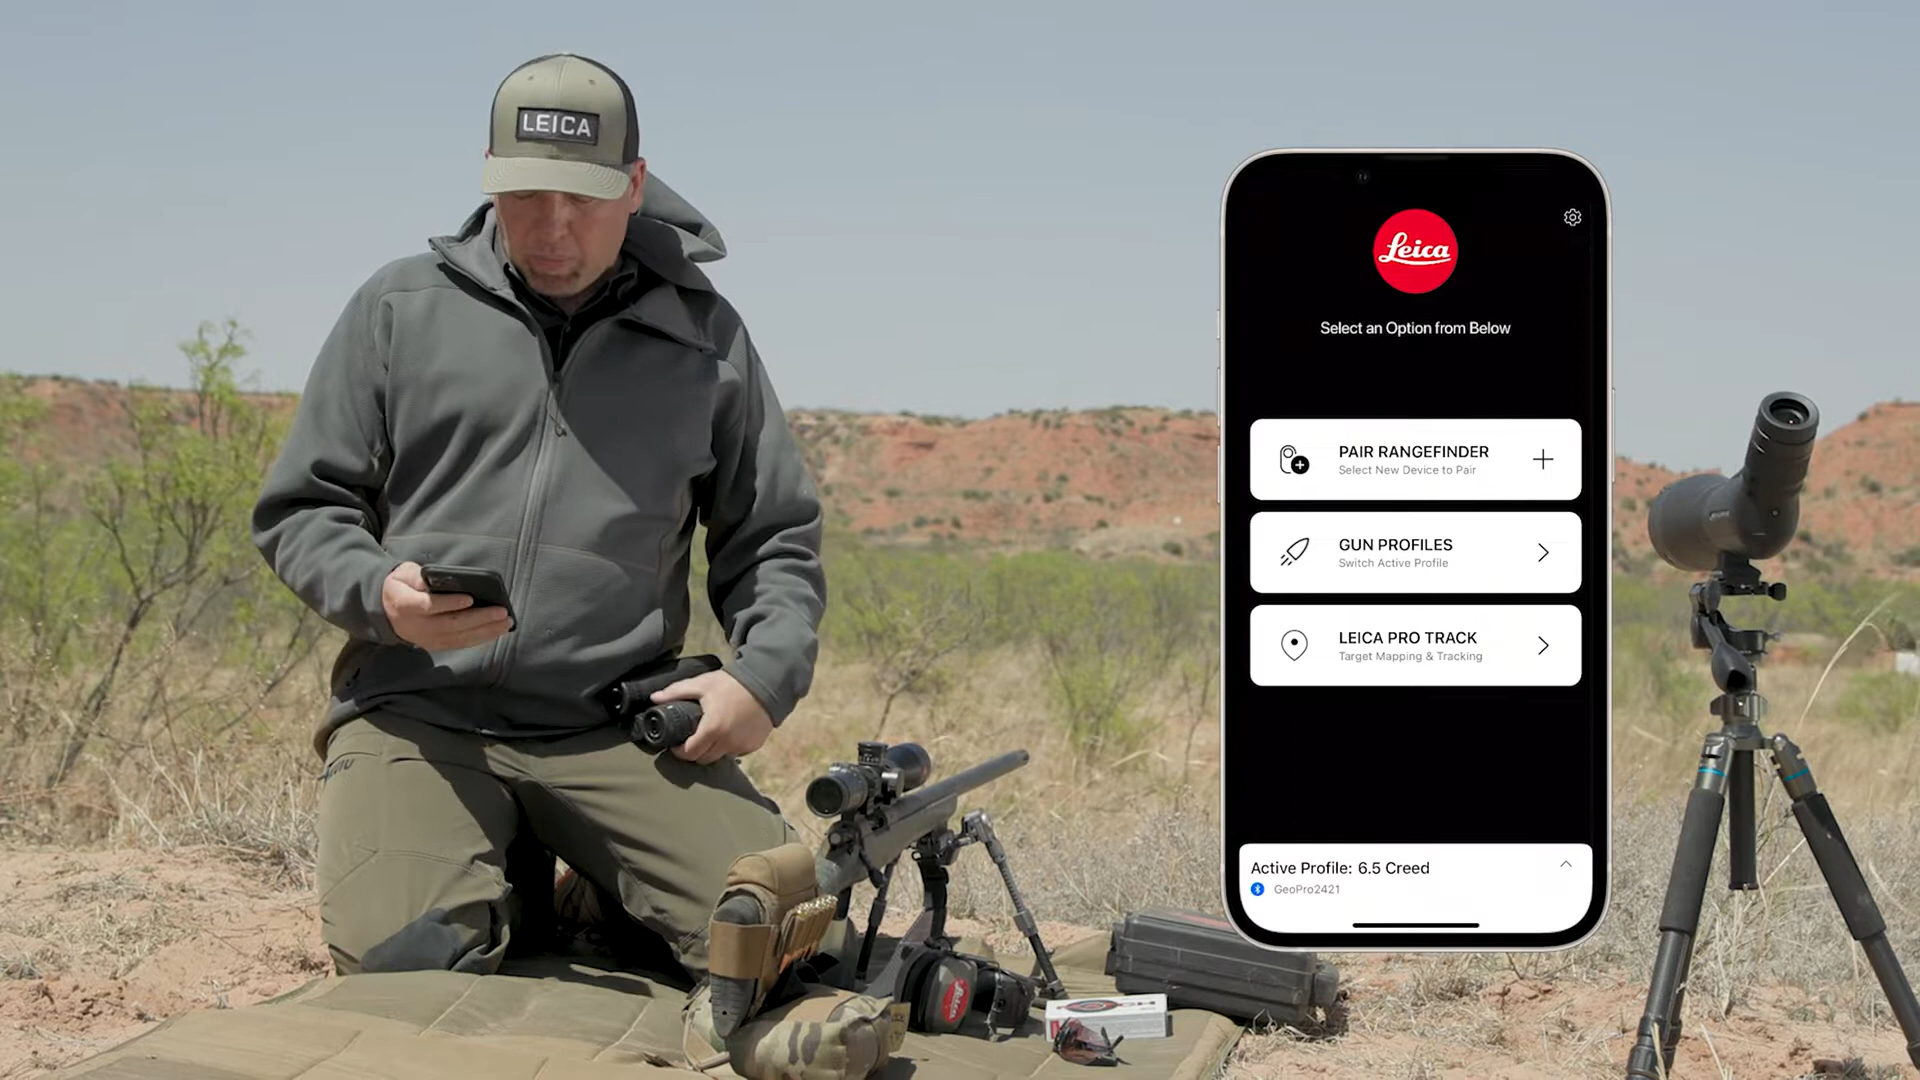 LEICA
Leica
Select an Option from Below
PAIR RANGEFINDER
Select New Device to Pair
GUN PROFILES
Switch Active Profile
LEICA PRO TRACK
Target Mapping & Tracking
Active Profile: 6.5 Creed
GeoPro2421
Leica